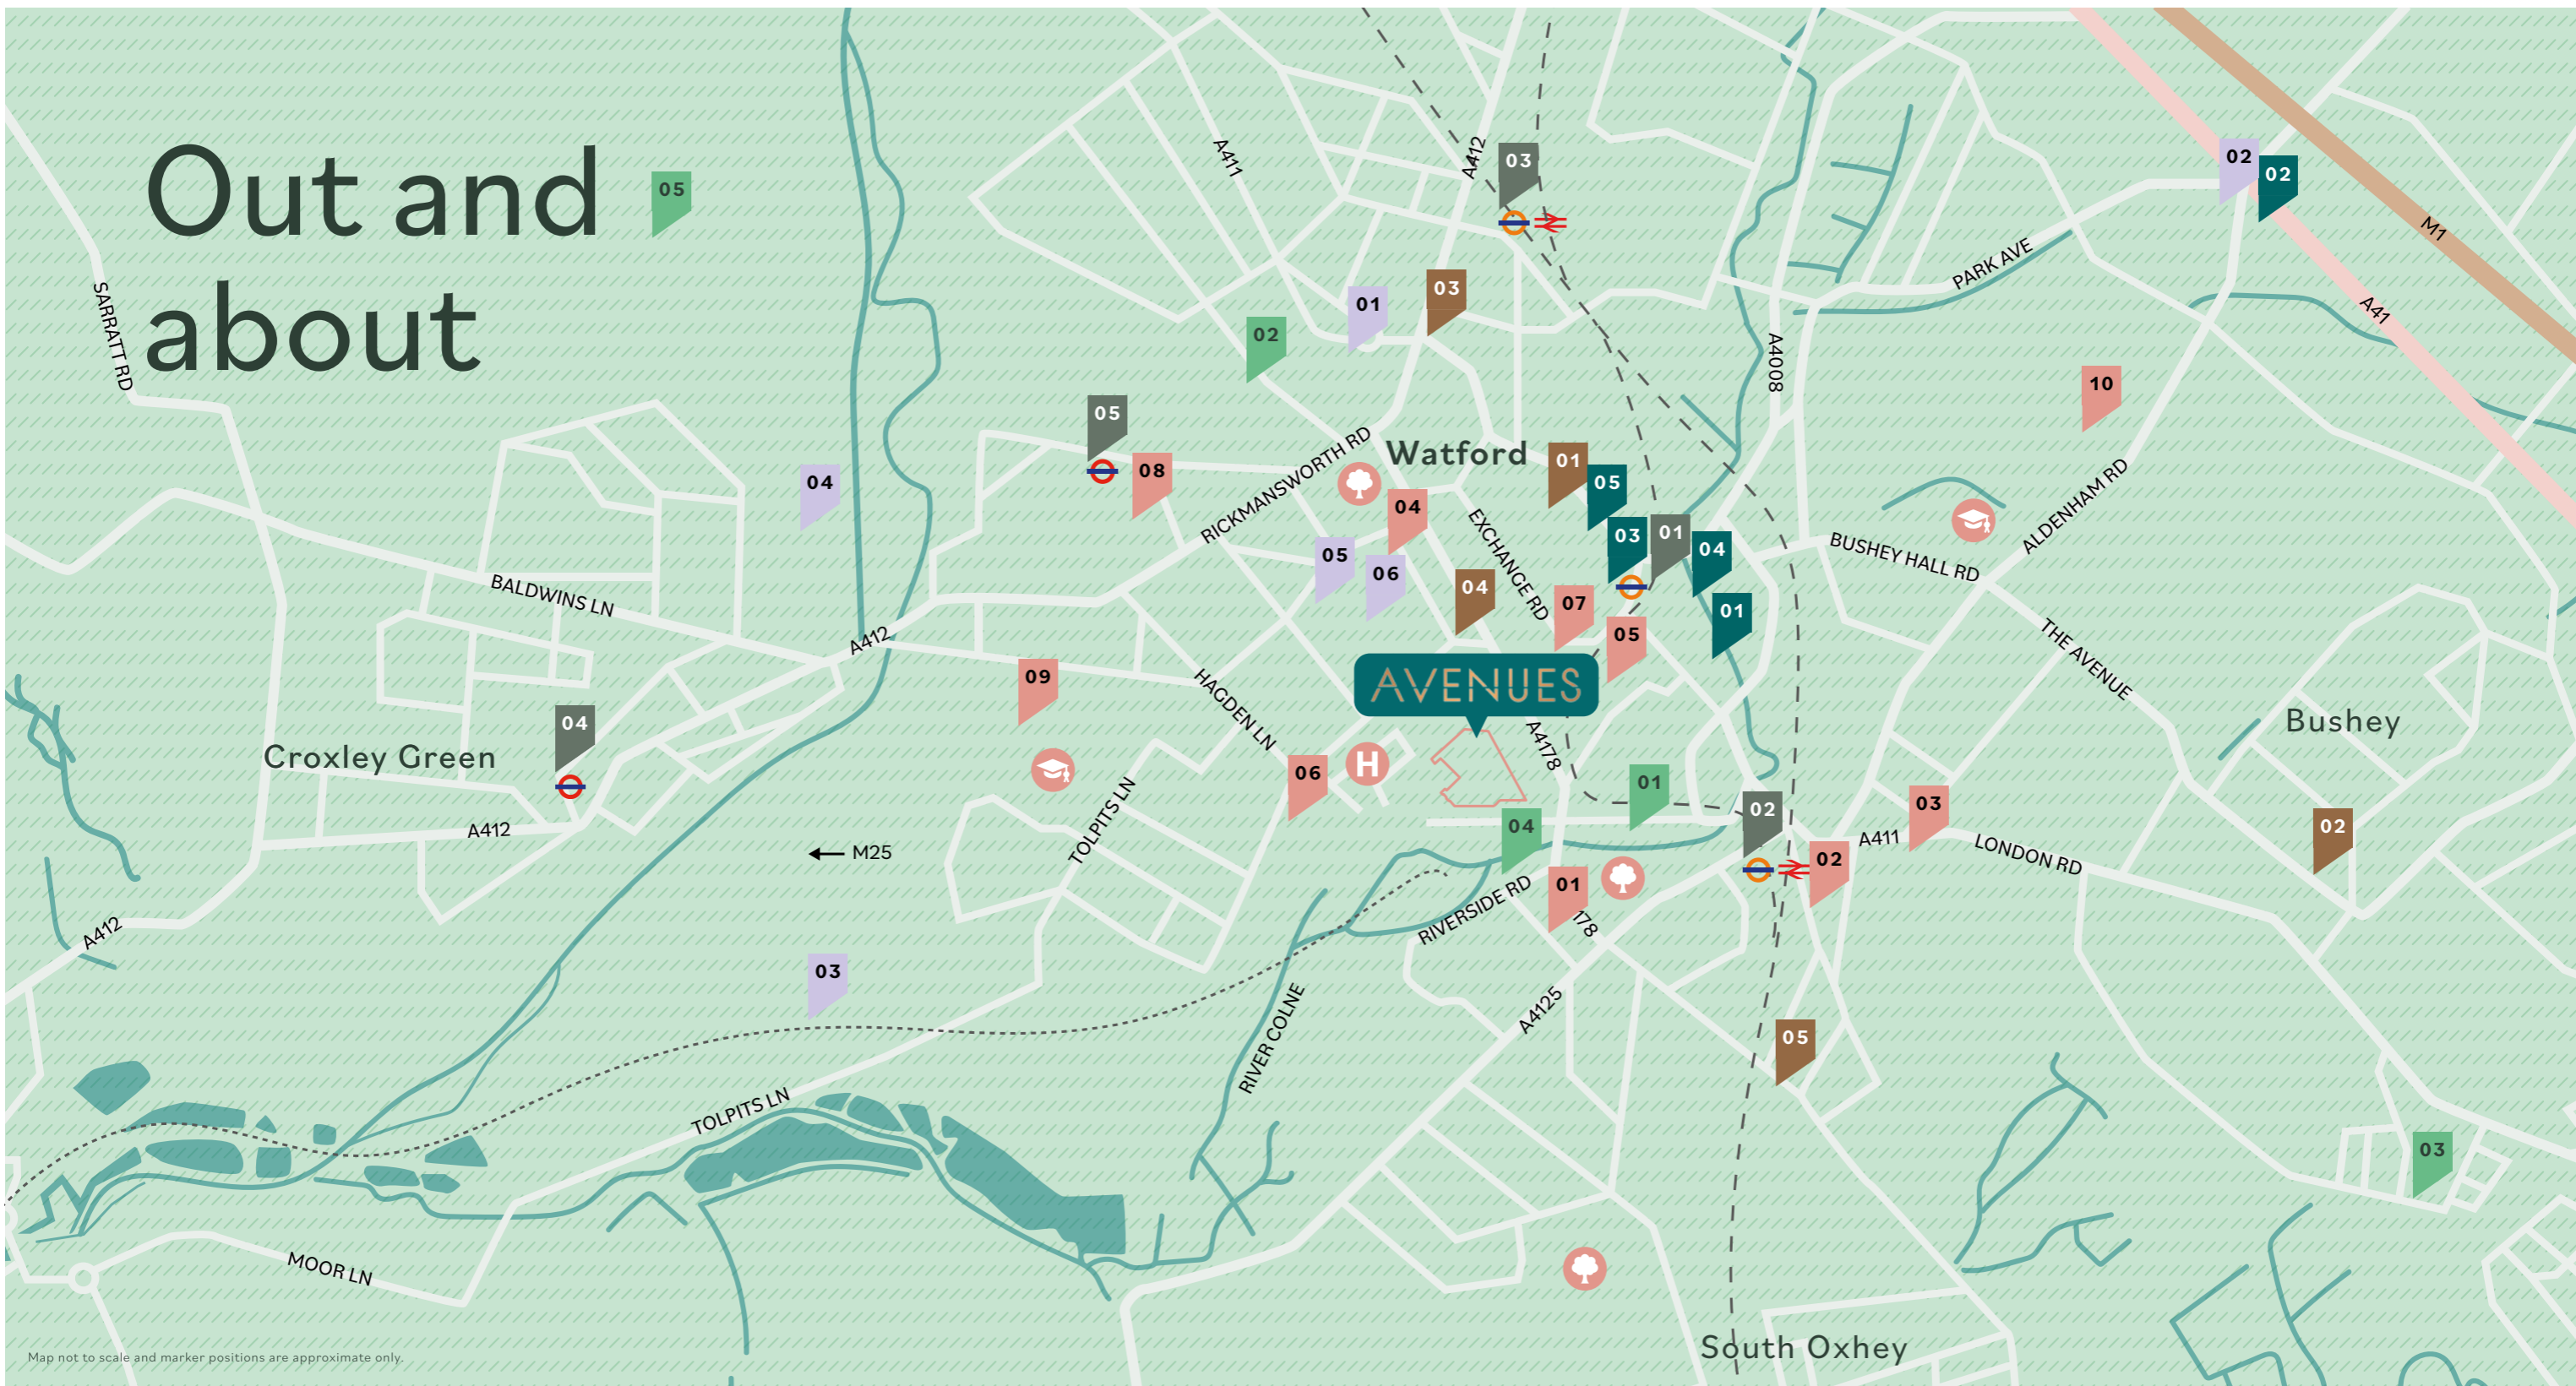 Out and
about
05
03
02
02
A411
A412
M1
PARK AVE
A41
SARRATT RD
01
03
02
A4008
10
05
08
04
RICKMANSWORTH RD
Watford
01
05
04
EXCHANGE RD
03
01
04
BUSHEY HALL RD
ALDENHAM RD
05
06
04
07
05
01
BALDWINS LN
A412
THE AVENUE
09
HAGDEN LN
AVENUES
A4178
Bushey
04
Croxley Green
06
H
01
02
03
02
A412
TOLPITS LN
M25
04
A411
LONDON RD
02
01
RIVERSIDE RD
178
A412
03
RIVER COLNE
A4125
05
TOLPITS LN
03
MOOR LN
South Oxhey
Map not to scale and marker positions are approximate only.